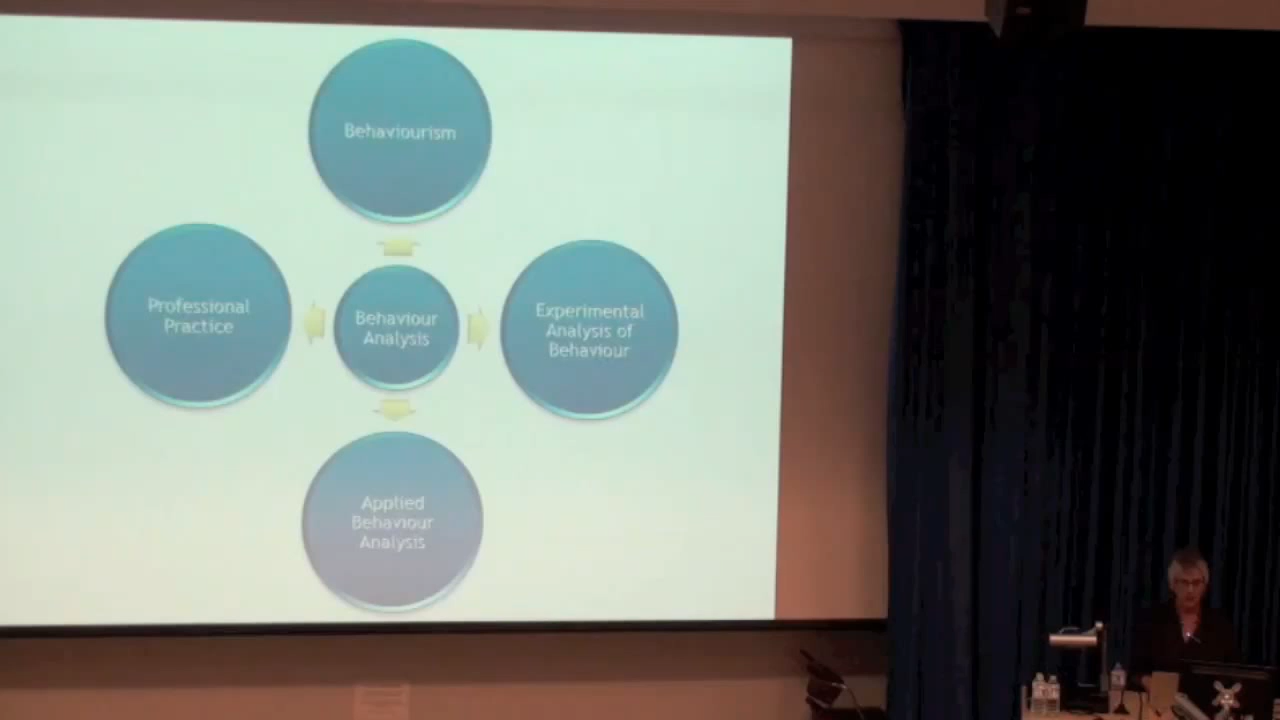 Behaviourism
Professional
Practice
Behaviour
Analysis
Experimental
Analysis of
Behaviour
Applied
Behaviour
Analysis